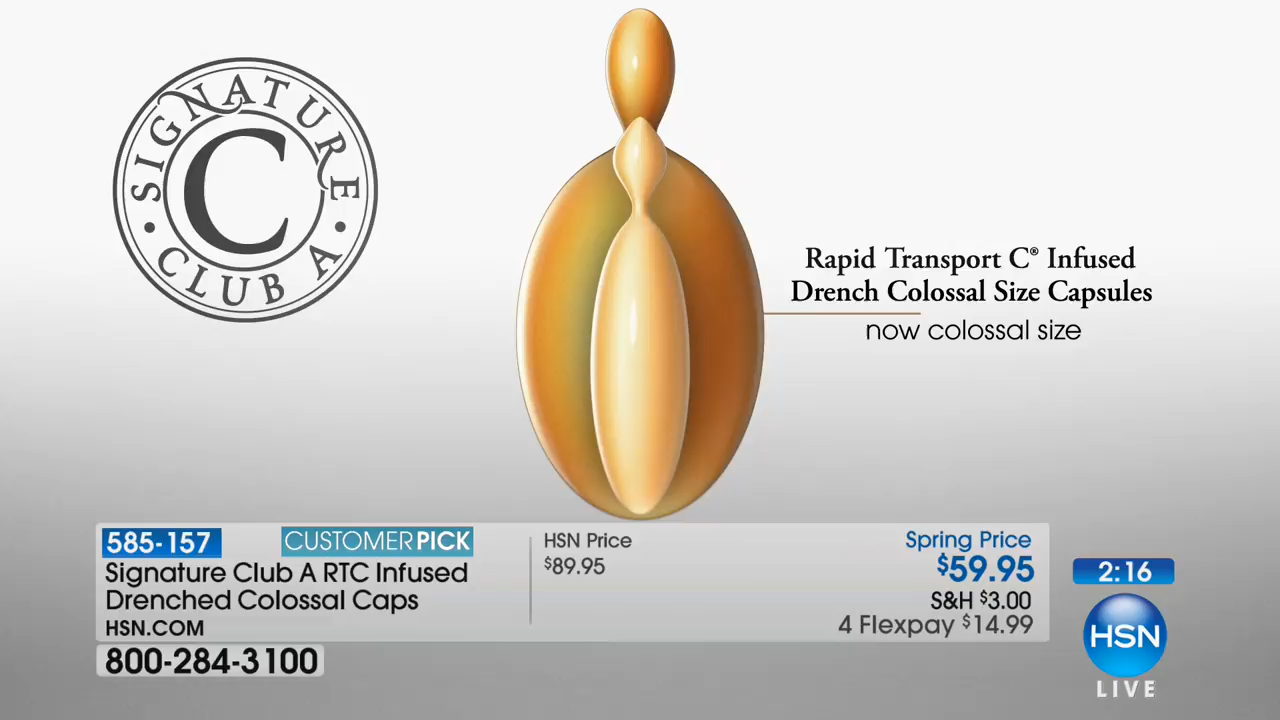 SIGNATURE
C
CLUB A
Rapid Transport C® Infused
Drench Colossal Size Capsules
now colossal size
585-157
CUSTOMERPICK
Signature Club A RTC Infused
Drenched Colossal Caps
HSN.COM
800-284-3100
HSN Price
$89.95
Spring Price
$59.95
S&H $3.00
4 Flexpay $14.99
2:16
HSN
LIVE